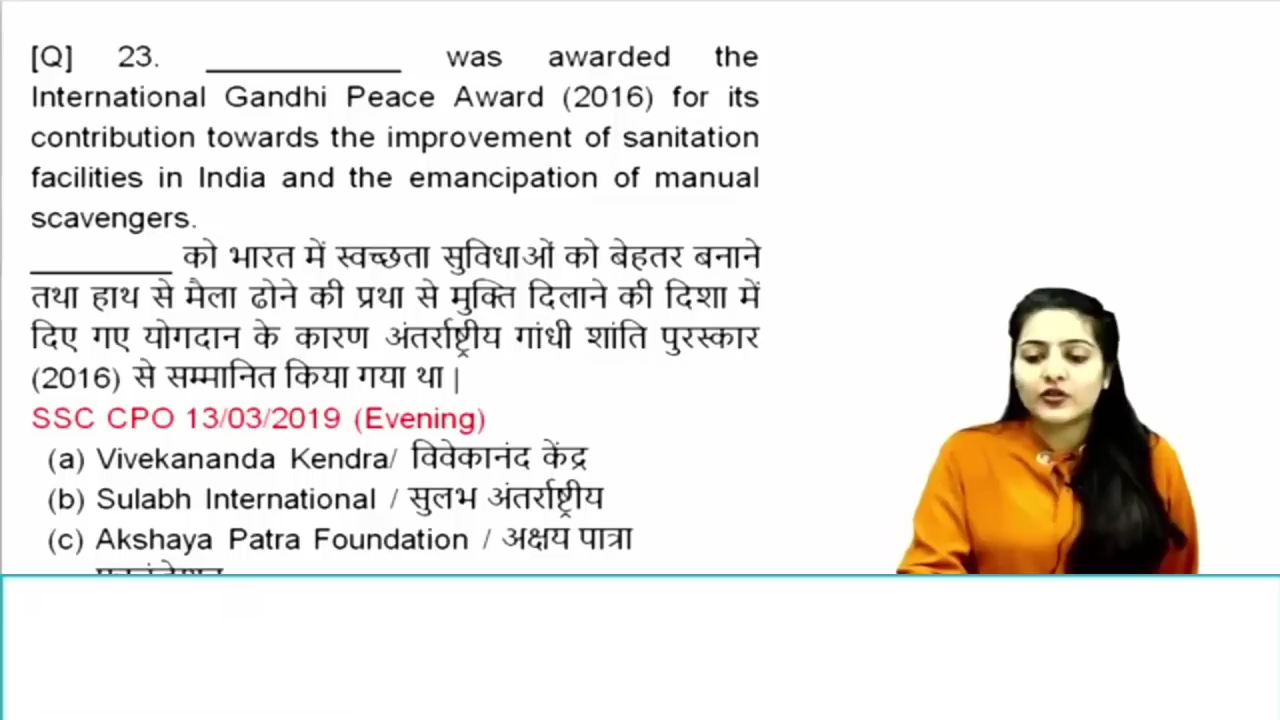 [Q] 23. ____________ was awarded the
International Gandhi Peace Award (2016) for its
contribution towards the improvement of sanitation
facilities in India and the emancipation of manual
scavengers.
_________ को भारत में स्वच्छता सुविधाओं को बेहतर बनाने
तथा हाथ से मैला ढोने की प्रथा से मुक्ति दिलाने की दिशा में
दिए गए योगदान के कारण अंतर्राष्ट्रीय गांधी शांति पुरस्कार
(2016) से सम्मानित किया गया था |
SSC CPO 13/03/2019 (Evening)
(a) Vivekananda Kendra/ विवेकानंद केंद्र
(b) Sulabh International / सुलभ अंतर्राष्ट्रीय
(c) Akshaya Patra Foundation / अक्षय पात्रा